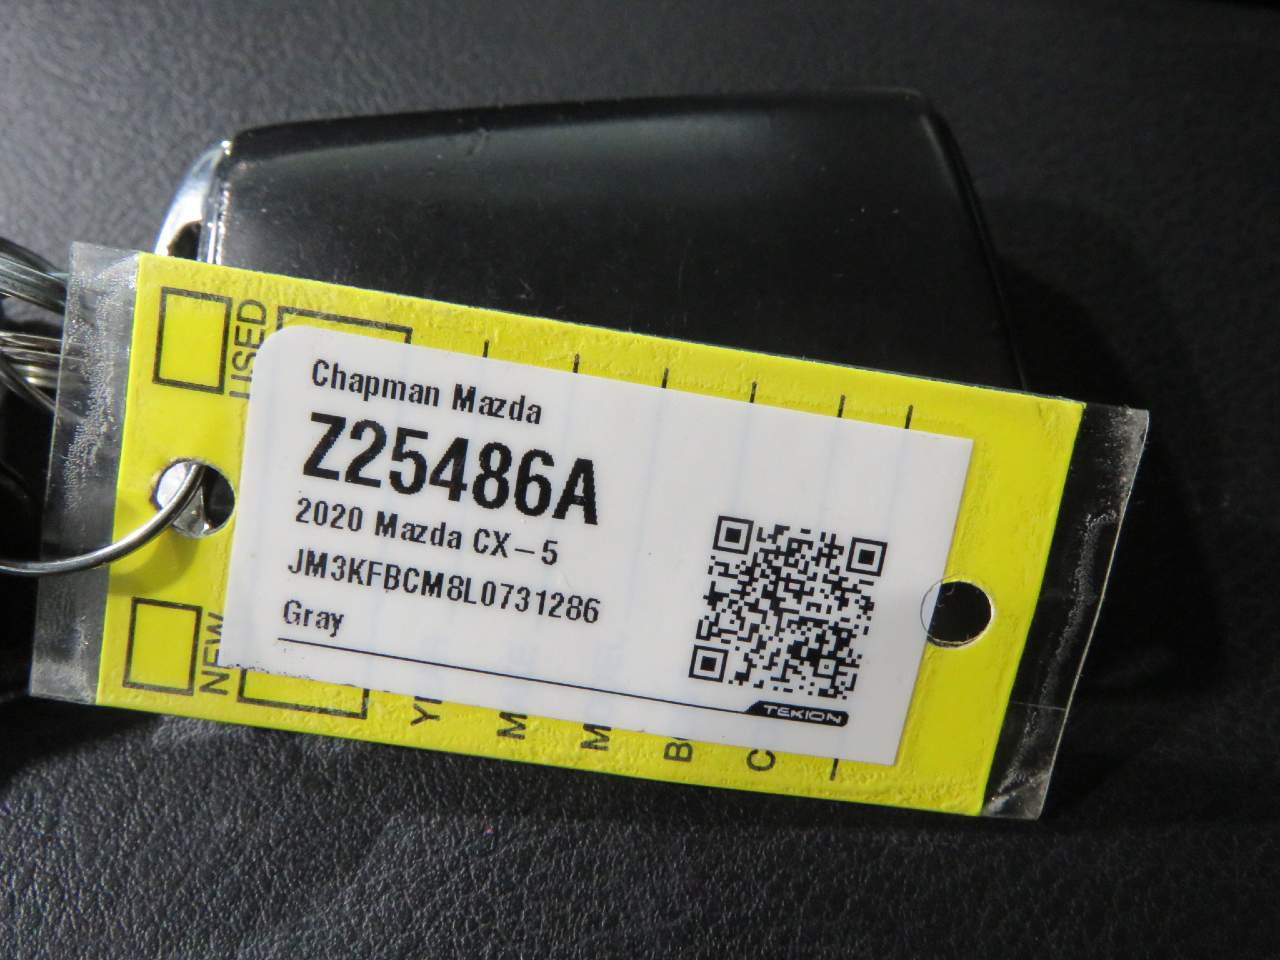 USED
Chapman Mazda
Z25486A
2020 Mazda CX-5
JM3KFBCM8L0731286
Gray
TEKION
NEW